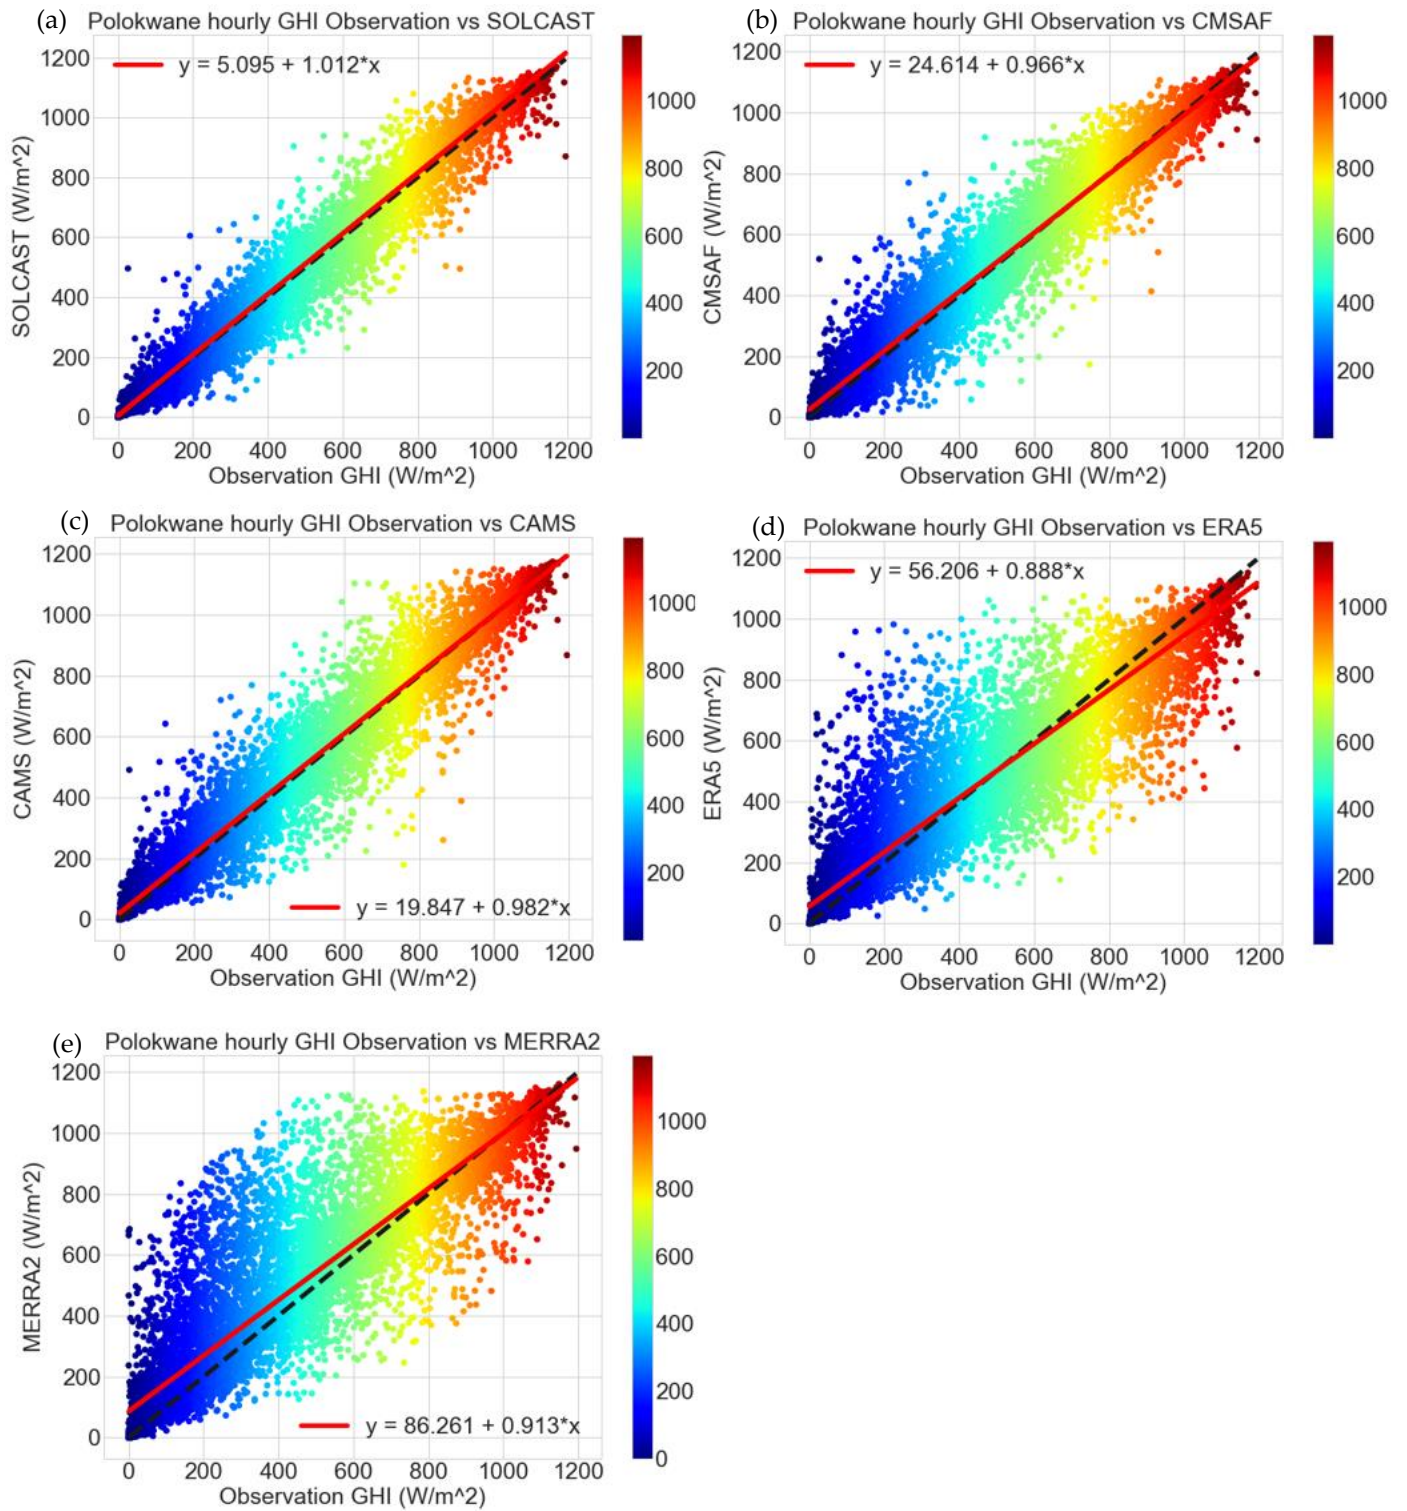 (a) Polokwane hourly GHI Observation vs SOLCAST
y = 5.095 + 1.012*x
SOLCAST (W/m^2)
1200
1000
800
600
400
200
0
0 200 400 600 800 1000 1200
Observation GHI (W/m^2)
1000
800
600
400
200
(b) Polokwane hourly GHI Observation vs CMSAF
y = 24.614 + 0.966*x
CMSAF (W/m^2)
1200
1000
800
600
400
200
0
0 200 400 600 800 1000 1200
Observation GHI (W/m^2)
1000
800
600
400
200
(c) Polokwane hourly GHI Observation vs CAMS
CAMS (W/m^2)
1200
1000
800
600
400
200
0
y = 19.847 + 0.982*x
0 200 400 600 800 1000 1200
Observation GHI (W/m^2)
1000
800
600
400
200
(d) Polokwane hourly GHI Observation vs ERA5
y = 56.206 + 0.888*x
ERA5 (W/m^2)
1200
1000
800
600
400
200
0
0 200 400 600 800 1000 1200
Observation GHI (W/m^2)
1000
800
600
400
200
(e) Polokwane hourly GHI Observation vs MERRA2
MERRA2 (W/m^2)
1200
1000
800
600
400
200
0
y = 86.261 + 0.913*x
0 200 400 600 800 1000 1200
Observation GHI (W/m^2)
1000
800
600
400
200
0